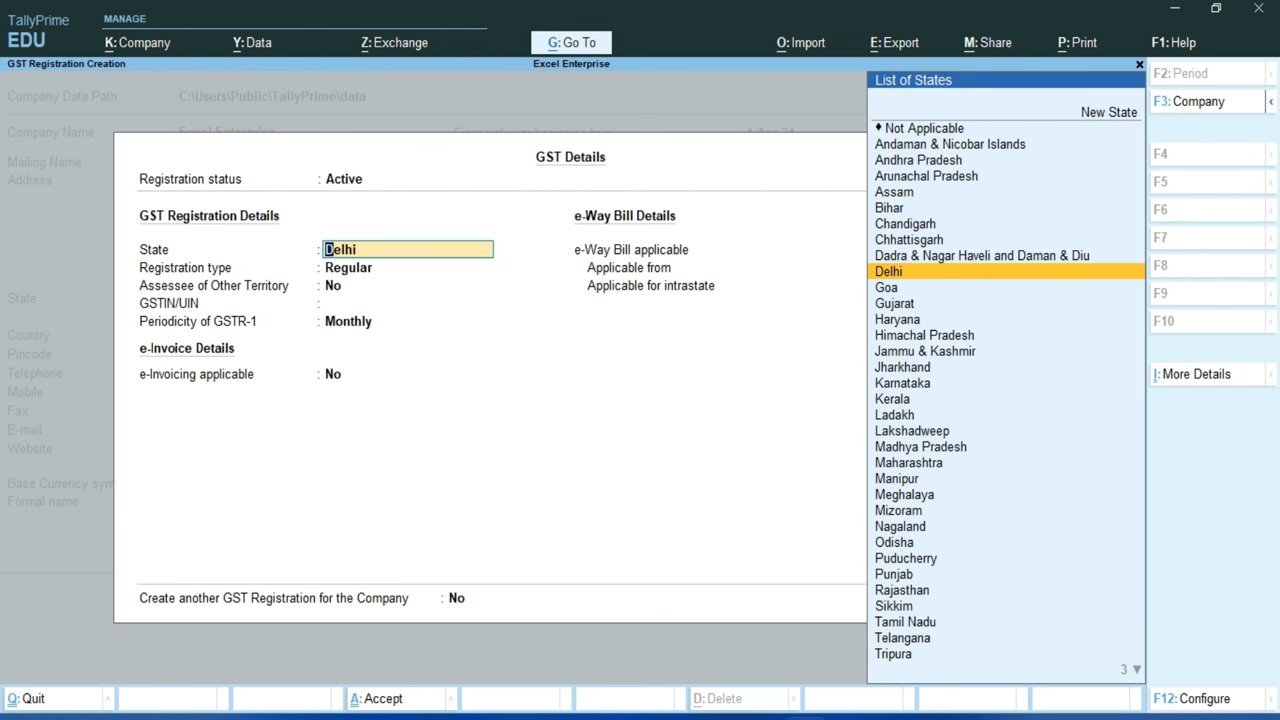 TallyPrime
EDU
MANAGE
K: Company
Y: Data
Z: Exchange
G: Go To
O: Import
E: Export
M: Share
P: Print
F1: Help
GST Registration Creation
Excel Enterprise
Company Data Path : C:\Users\Public\TallyPrime\data
Company Name
Mailing Name
Address
State
Country
Pincode
Telephone
Mobile
Fax
E-mail
Website
Base Currency sym
Formal name
GST Details
Registration status : Active
GST Registration Details
State : Delhi
Registration type : Regular
Assessee of Other Territory : No
GSTIN/UIN :
Periodicity of GSTR-1 : Monthly
e-Invoice Details
e-Invoicing applicable : No
e-Way Bill Details
e-Way Bill applicable
Applicable from
Applicable for intrastate
Create another GST Registration for the Company : No
List of States
New State
♦ Not Applicable
Andaman & Nicobar Islands
Andhra Pradesh
Arunachal Pradesh
Assam
Bihar
Chandigarh
Chhattisgarh
Dadra & Nagar Haveli and Daman & Diu
Delhi
Goa
Gujarat
Haryana
Himachal Pradesh
Jammu & Kashmir
Jharkhand
Karnataka
Kerala
Ladakh
Lakshadweep
Madhya Pradesh
Maharashtra
Manipur
Meghalaya
Mizoram
Nagaland
Odisha
Puducherry
Punjab
Rajasthan
Sikkim
Tamil Nadu
Telangana
Tripura
3 ▼
F2: Period
F3: Company
F4
F5
F6
F7
F8
F9
F10
I: More Details
Q: Quit
A: Accept
D: Delete
F12: Configure